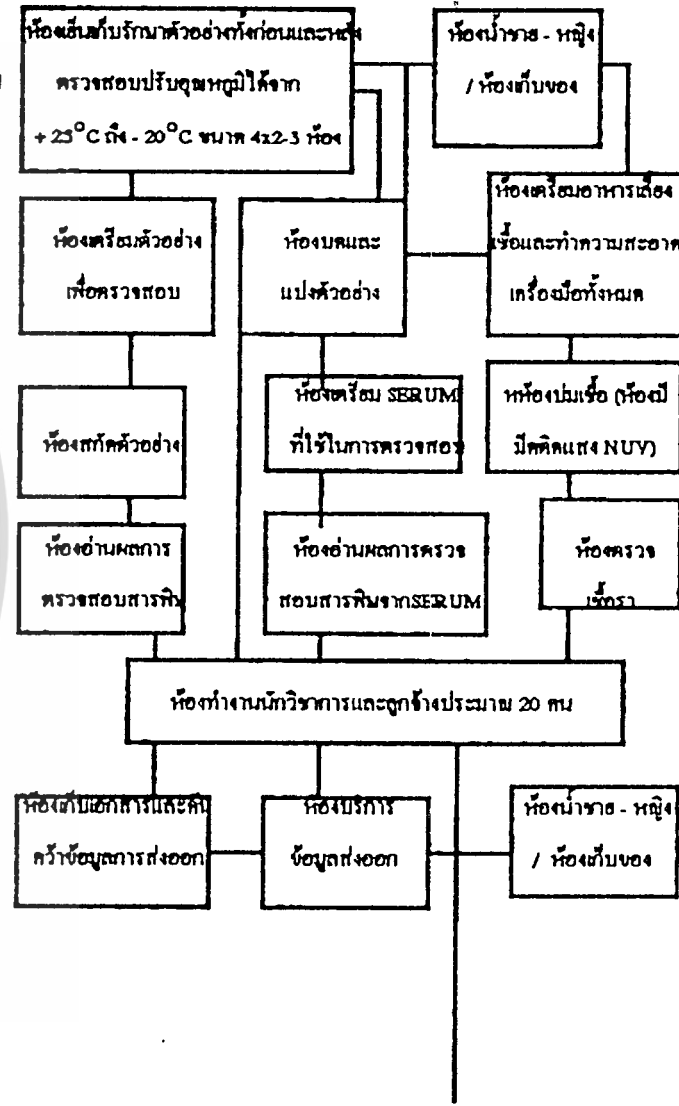 ห้องเย็นเก็บรักษาตัวอย่างทั้งก่อนและหลัง
ตรวจสอบปรับอุณหภูมิได้จาก
+ 25°C ถึง - 20°C ขนาด 4x2-3 ห้อง
ห้องน้ำชาย - หญิง
/ ห้องเก็บของ
ห้องเตรียมตัวอย่าง
เพื่อตรวจสอบ
ห้องบดและ
แบ่งตัวอย่าง
ห้องเตรียมอาหารเลี้ยง
เชื้อและทำความสะอาด
เครื่องมือทั้งหมด
ห้องสกัดตัวอย่าง
ห้องเตรียม SERUM
ที่ใช้ในการตรวจสอบ
หห้องบ่มเชื้อ (ห้องมี
มืดติดแสง NUV)
ห้องอ่านผลการ
ตรวจสอบสารพิษ
ห้องอ่านผลการตรวจ
สอบสารพิษจากSERUM
ห้องตรวจ
เชื้อรา
ห้องทำงานนักวิชาการและลูกจ้างประมาณ 20 คน
ห้องเก็บเอกสารและค้น
คว้าข้อมูลการส่งออก
ห้องบริการ
ข้อมูลส่งออก
ห้องน้ำชาย - หญิง
/ ห้องเก็บของ